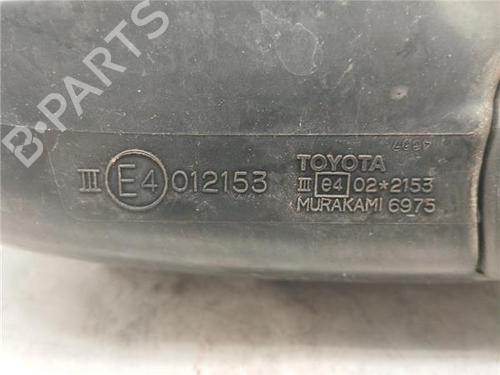 B-PARTS
III E4 012153
TOYOTA
III e4 02*2153
MURAKAMI 6975